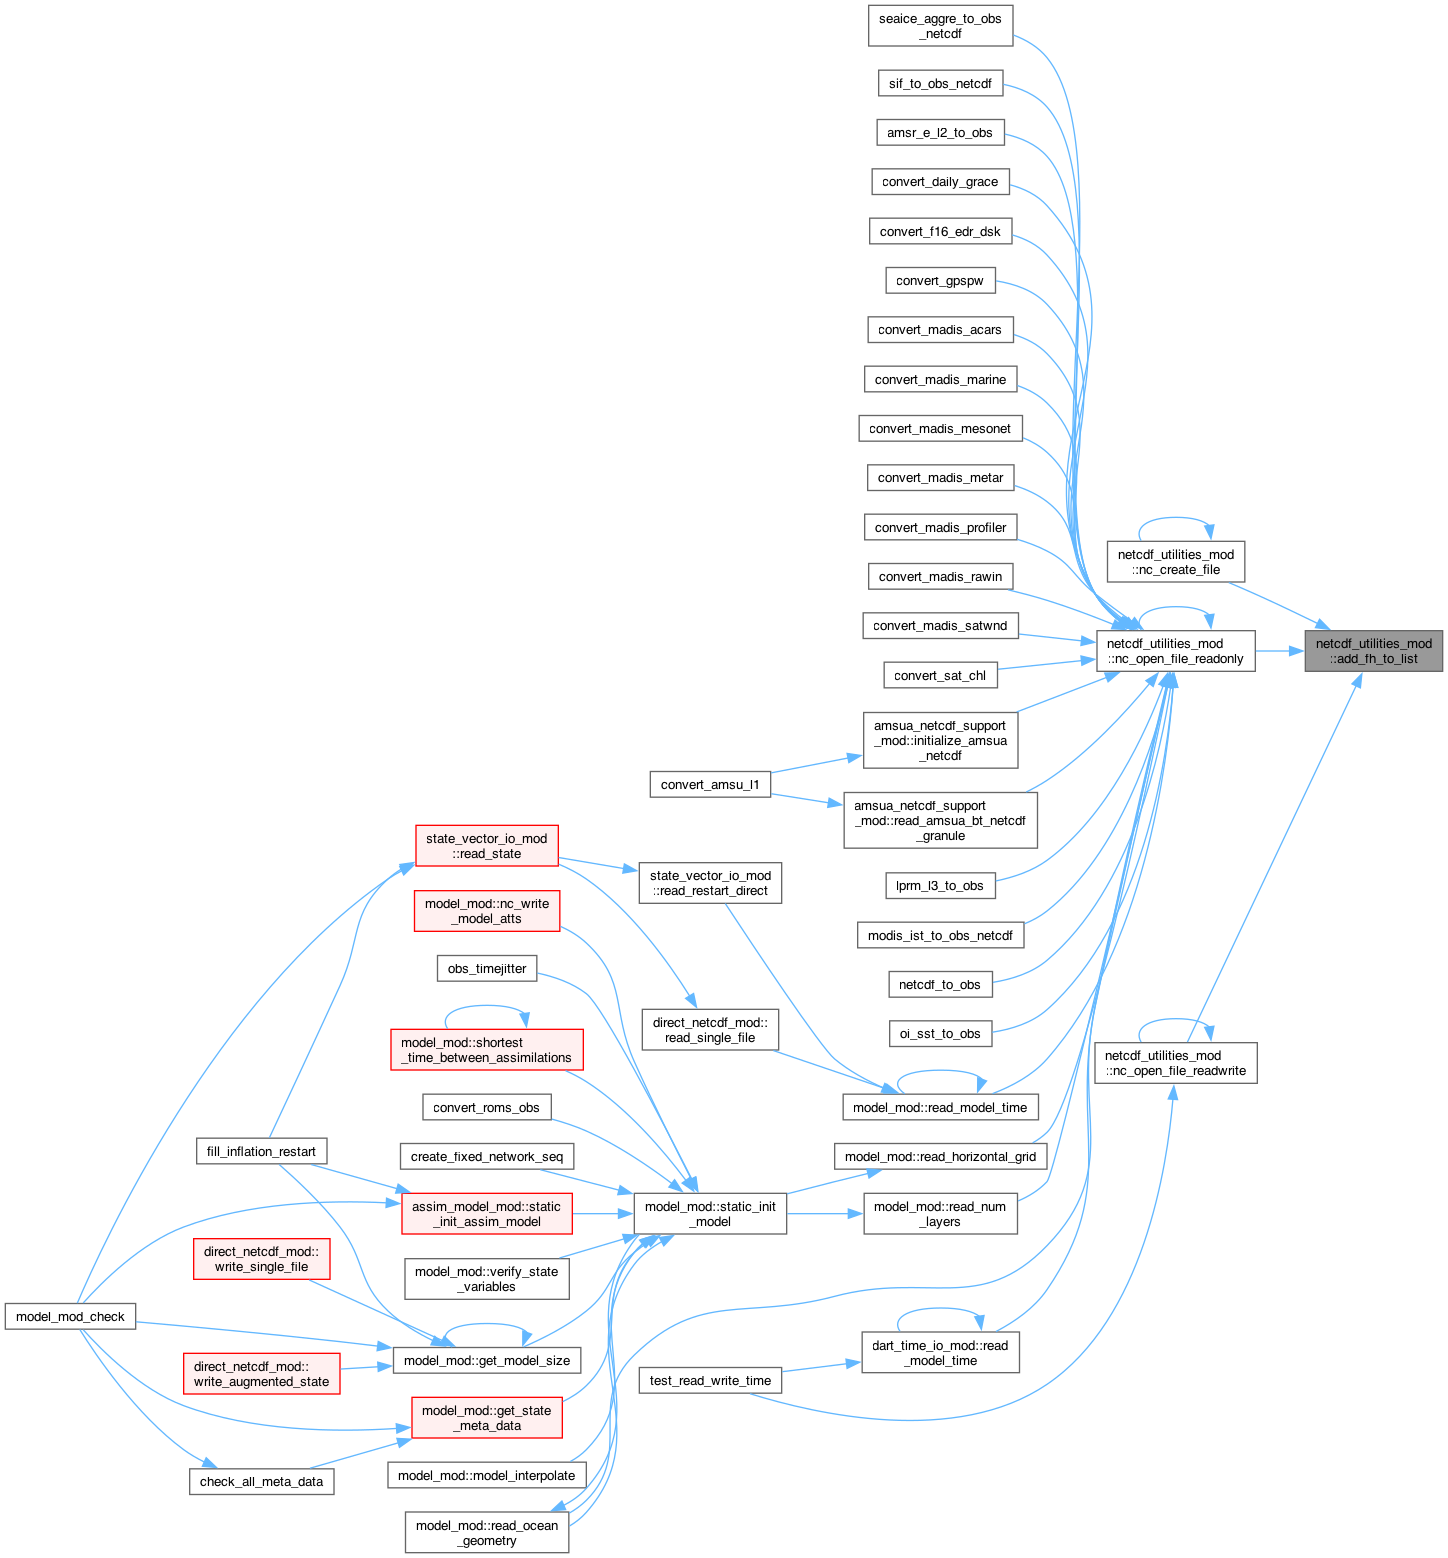 seaice_aggre_to_obs
_netcdf
sif_to_obs_netcdf
amsr_e_l2_to_obs
convert_daily_grace
convert_f16_edr_dsk
convert_gpspw
convert_madis_acars
convert_madis_marine
convert_madis_mesonet
convert_madis_metar
convert_madis_profiler
convert_madis_rawin
convert_madis_satwnd
convert_sat_chl
netcdf_utilities_mod
::nc_create_file
netcdf_utilities_mod
::nc_open_file_readonly
netcdf_utilities_mod
::add_fh_to_list
amsua_netcdf_support
_mod::initialize_amsua
_netcdf
convert_amsu_l1
amsua_netcdf_support
_mod::read_amsua_bt_netcdf
_granule
state_vector_io_mod
::read_state
state_vector_io_mod
::read_restart_direct
lprm_l3_to_obs
model_mod::nc_write
_model_atts
modis_ist_to_obs_netcdf
obs_timejitter
netcdf_to_obs
direct_netcdf_mod::
read_single_file
oi_sst_to_obs
model_mod::shortest
_time_between_assimilations
netcdf_utilities_mod
::nc_open_file_readwrite
convert_roms_obs
model_mod::read_model_time
fill_inflation_restart
create_fixed_network_seq
model_mod::read_horizontal_grid
assim_model_mod::static
_init_assim_model
model_mod::static_init
_model
model_mod::read_num
_layers
direct_netcdf_mod::
write_single_file
model_mod::verify_state
_variables
model_mod_check
model_mod::get_model_size
dart_time_io_mod::read
_model_time
direct_netcdf_mod::
write_augmented_state
test_read_write_time
model_mod::get_state
_meta_data
check_all_meta_data
model_mod::model_interpolate
model_mod::read_ocean
_geometry